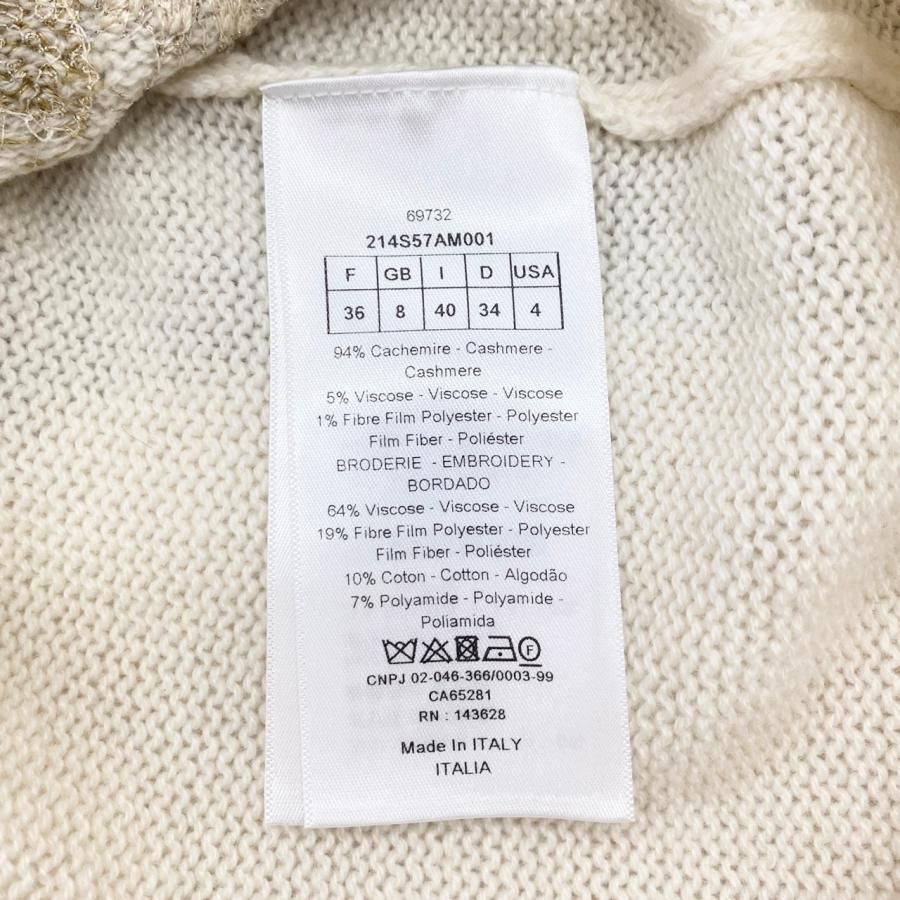 69732
214S57AM001
F GB I D USA
36 8 40 34 4
94% Cachemire - Cashmere -
Cashmere
5% Viscose - Viscose - Viscose
1% Fibre Film Polyester - Polyester
Film Fiber - Poliéster
BRODERIE - EMBROIDERY -
BORDADO
64% Viscose - Viscose - Viscose
19% Fibre Film Polyester - Polyester
Film Fiber - Poliéster
10% Coton - Cotton - Algodão
7% Polyamide - Polyamide -
Poliamida
F
CNPJ 02-046-366/0003-99
CA65281
RN : 143628
Made In ITALY
ITALIA